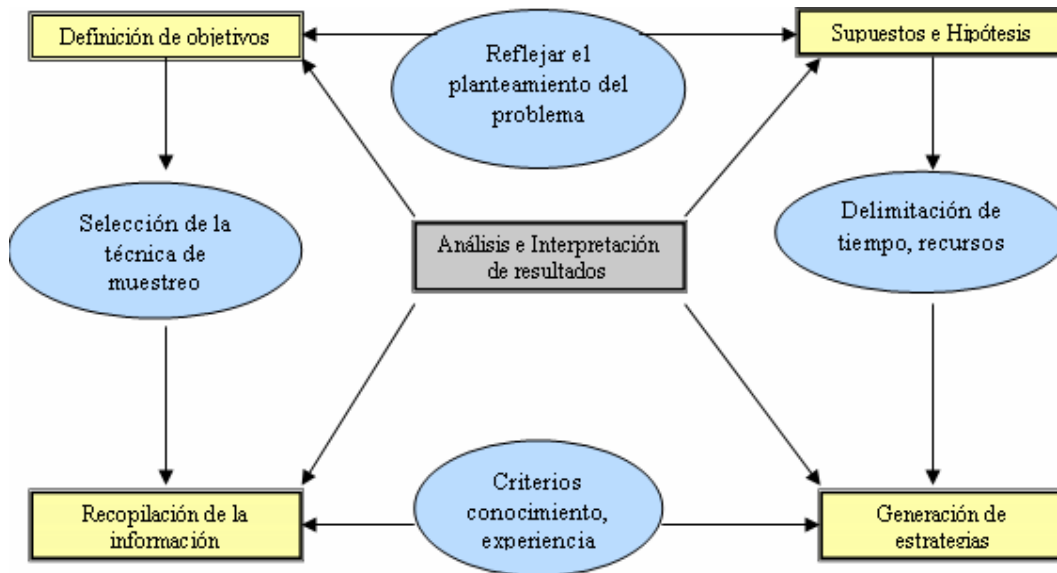 Definición de objetivos
Reflejar el
planteamiento del
problema
Supuestos e Hipótesis
Selección de la
técnica de
muestreo
Análisis e Interpretación
de resultados
Delimitación de
tiempo, recursos
Recopilación de la
información
Criterios
conocimiento,
experiencia
Generación de
estrategias